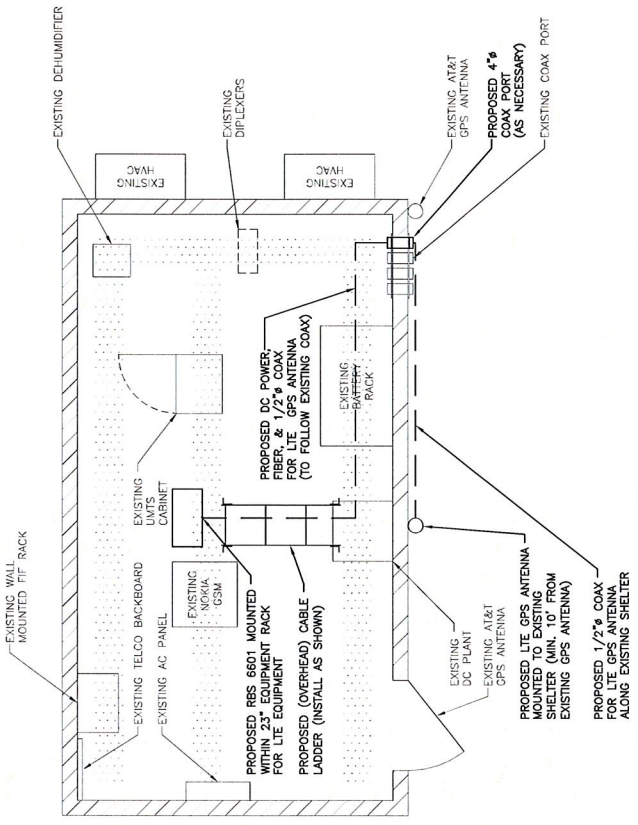 EXISTING WALL
MOUNTED FIF RACK
EXISTING TELCO BACKBOARD
EXISTING AC PANEL
EXISTING
UMTS
CABINET
EXISTING
NOKIA
GSM
EXISTING DEHUMIDIFIER
EXISTING
HVAC
EXISTING
DIPLEXERS
EXISTING
HVAC
PROPOSED RBS 6601 MOUNTED
WITHIN 23" EQUIPMENT RACK
FOR LTE EQUIPMENT
PROPOSED (OVERHEAD) CABLE
LADDER (INSTALL AS SHOWN)
PROPOSED DC POWER,
FIBER, & 1/2"ø COAX
FOR LTE GPS ANTENNA
(TO FOLLOW EXISTING COAX)
EXISTING
BATTERY
RACK
EXISTING
DC PLANT
EXISTING AT&T
GPS ANTENNA
PROPOSED LTE GPS ANTENNA
MOUNTED TO EXISTING
SHELTER (MIN. 10' FROM
EXISTING GPS ANTENNA)
PROPOSED 1/2"ø COAX
FOR LTE GPS ANTENNA
ALONG EXISTING SHELTER
EXISTING AT&T
GPS ANTENNA
PROPOSED 4"ø
COAX PORT
(AS NECESSARY)
EXISTING COAX PORT